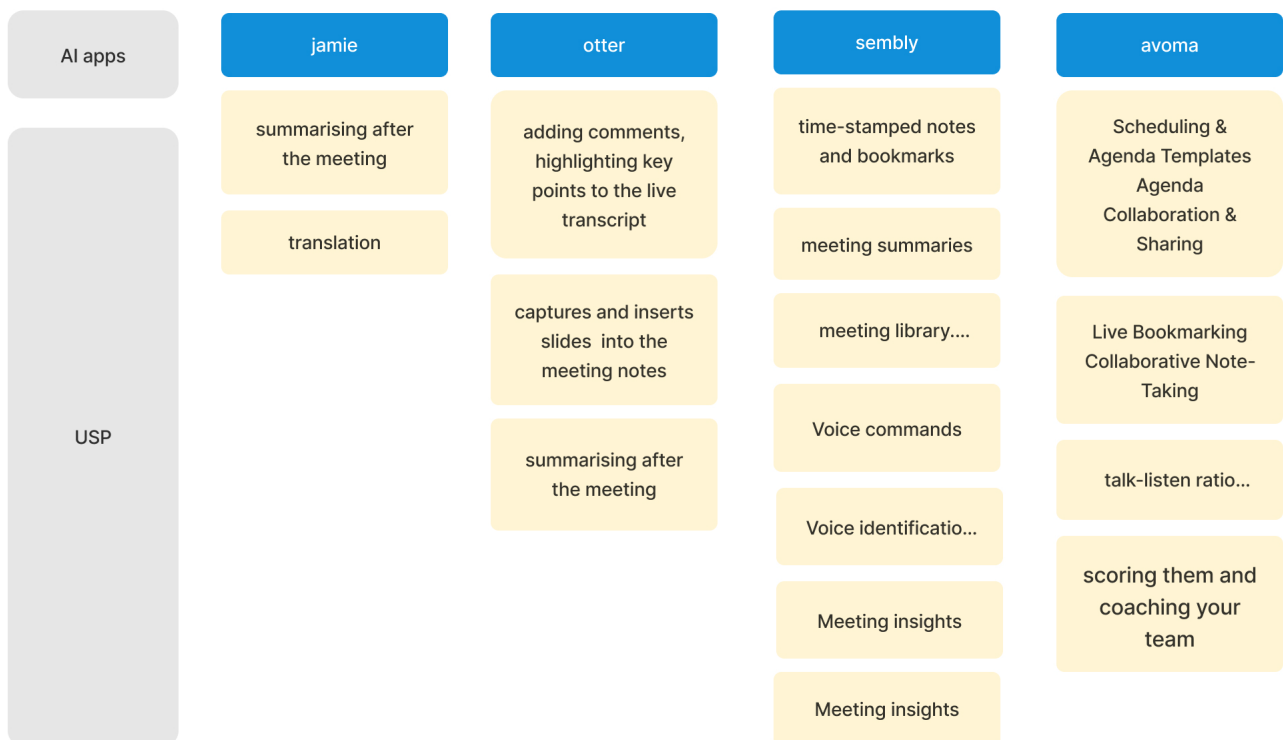 AI apps
jamie
otter
sembly
avoma
USP
summarising after
the meeting
translation
adding comments,
highlighting key
points to the live
transcript
captures and inserts
slides  into the
meeting notes
summarising after
the meeting
time-stamped notes
and bookmarks
meeting summaries
meeting library....
Voice commands
Voice identificatio...
Meeting insights
Meeting insights
Scheduling &
Agenda Templates
Agenda
Collaboration &
Sharing
Live Bookmarking
Collaborative Note-
Taking
talk-listen ratio...
scoring them and
coaching your
team